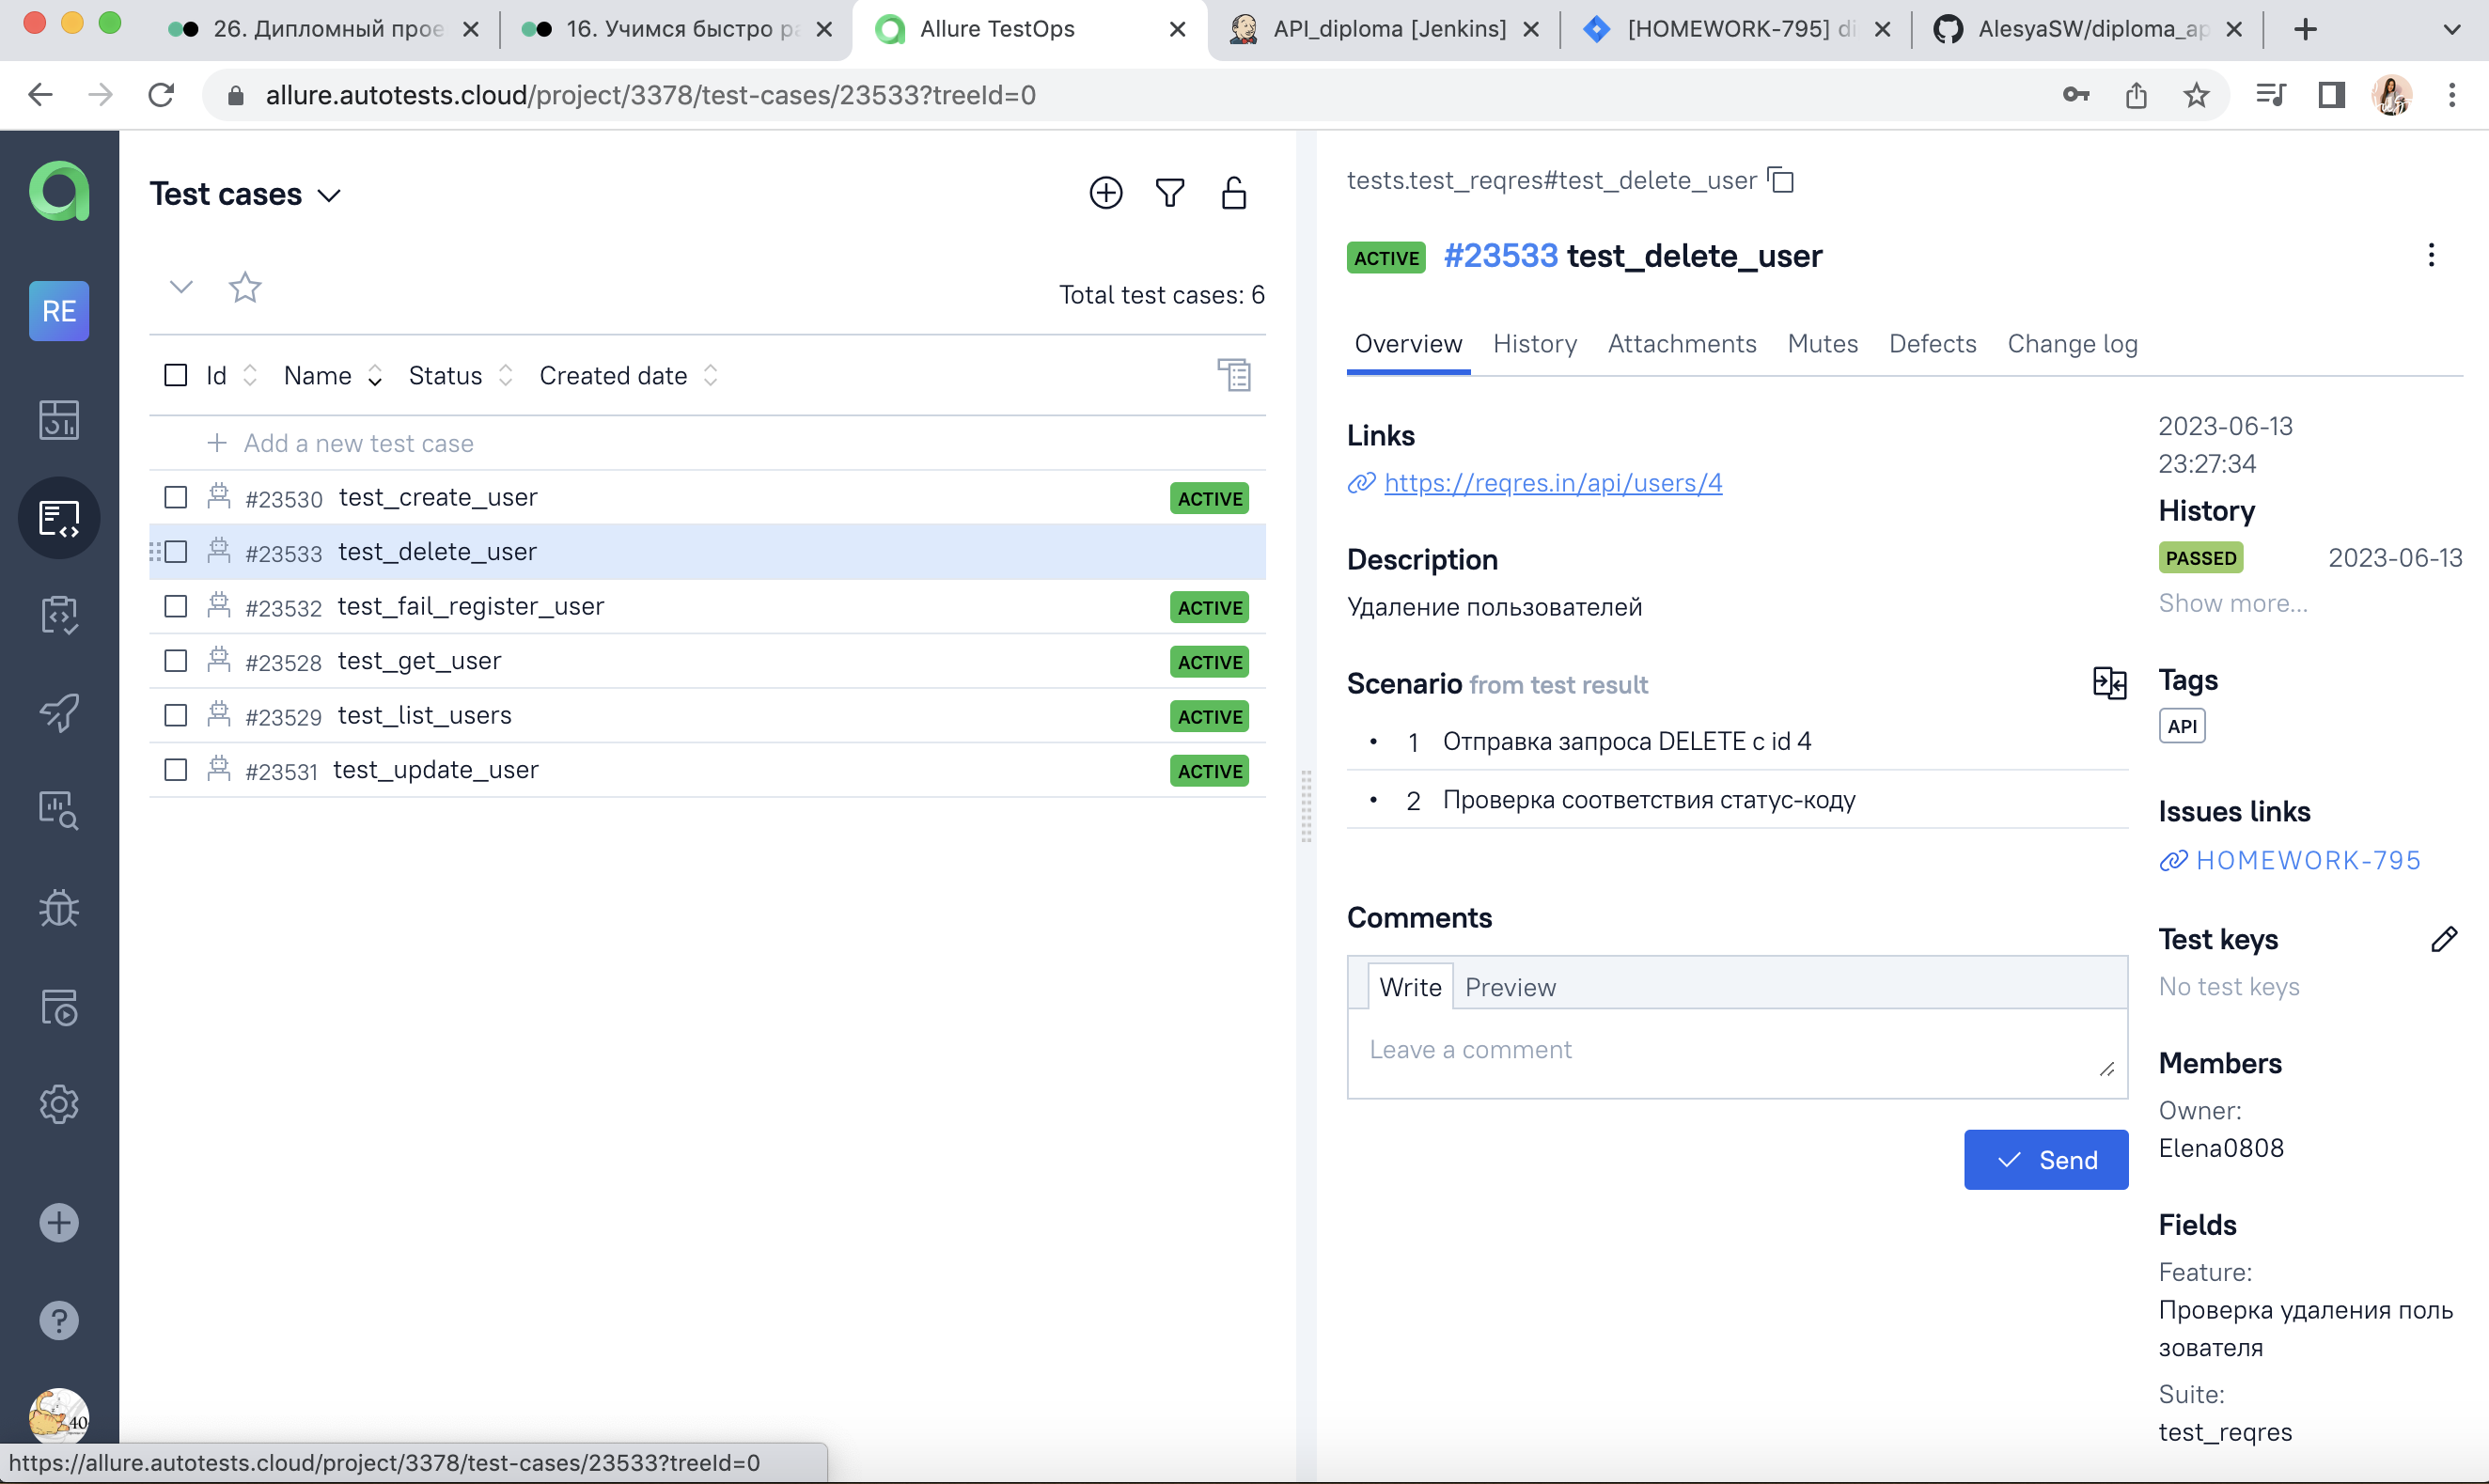 26. Дипломный прое
16. Учимся быстро ра
Allure TestOps
API_diploma [Jenkins]
[HOMEWORK-795] di
AlesyaSW/diploma_ap
allure.autotests.cloud/project/3378/test-cases/23533?treeId=0
RE
Test cases
Total test cases: 6
Id Name Status Created date
Add a new test case
#23530 test_create_user ACTIVE
#23533 test_delete_user
#23532 test_fail_register_user ACTIVE
#23528 test_get_user ACTIVE
#23529 test_list_users ACTIVE
#23531 test_update_user ACTIVE
tests.test_reqres#test_delete_user
ACTIVE #23533 test_delete_user
Overview History Attachments Mutes Defects Change log
Links
https://reqres.in/api/users/4
Description
Удаление пользователей
Scenario from test result
• 1 Отправка запроса DELETE с id 4
• 2 Проверка соответствия статус-коду
Comments
Write Preview
Leave a comment
Send
2023-06-13
23:27:34
History
PASSED 2023-06-13
Show more...
Tags
API
Issues links
HOMEWORK-795
Test keys
No test keys
Members
Owner:
Elena0808
Fields
Feature:
Проверка удаления поль
зователя
Suite:
test_reqres
40
https://allure.autotests.cloud/project/3378/test-cases/23533?treeId=0